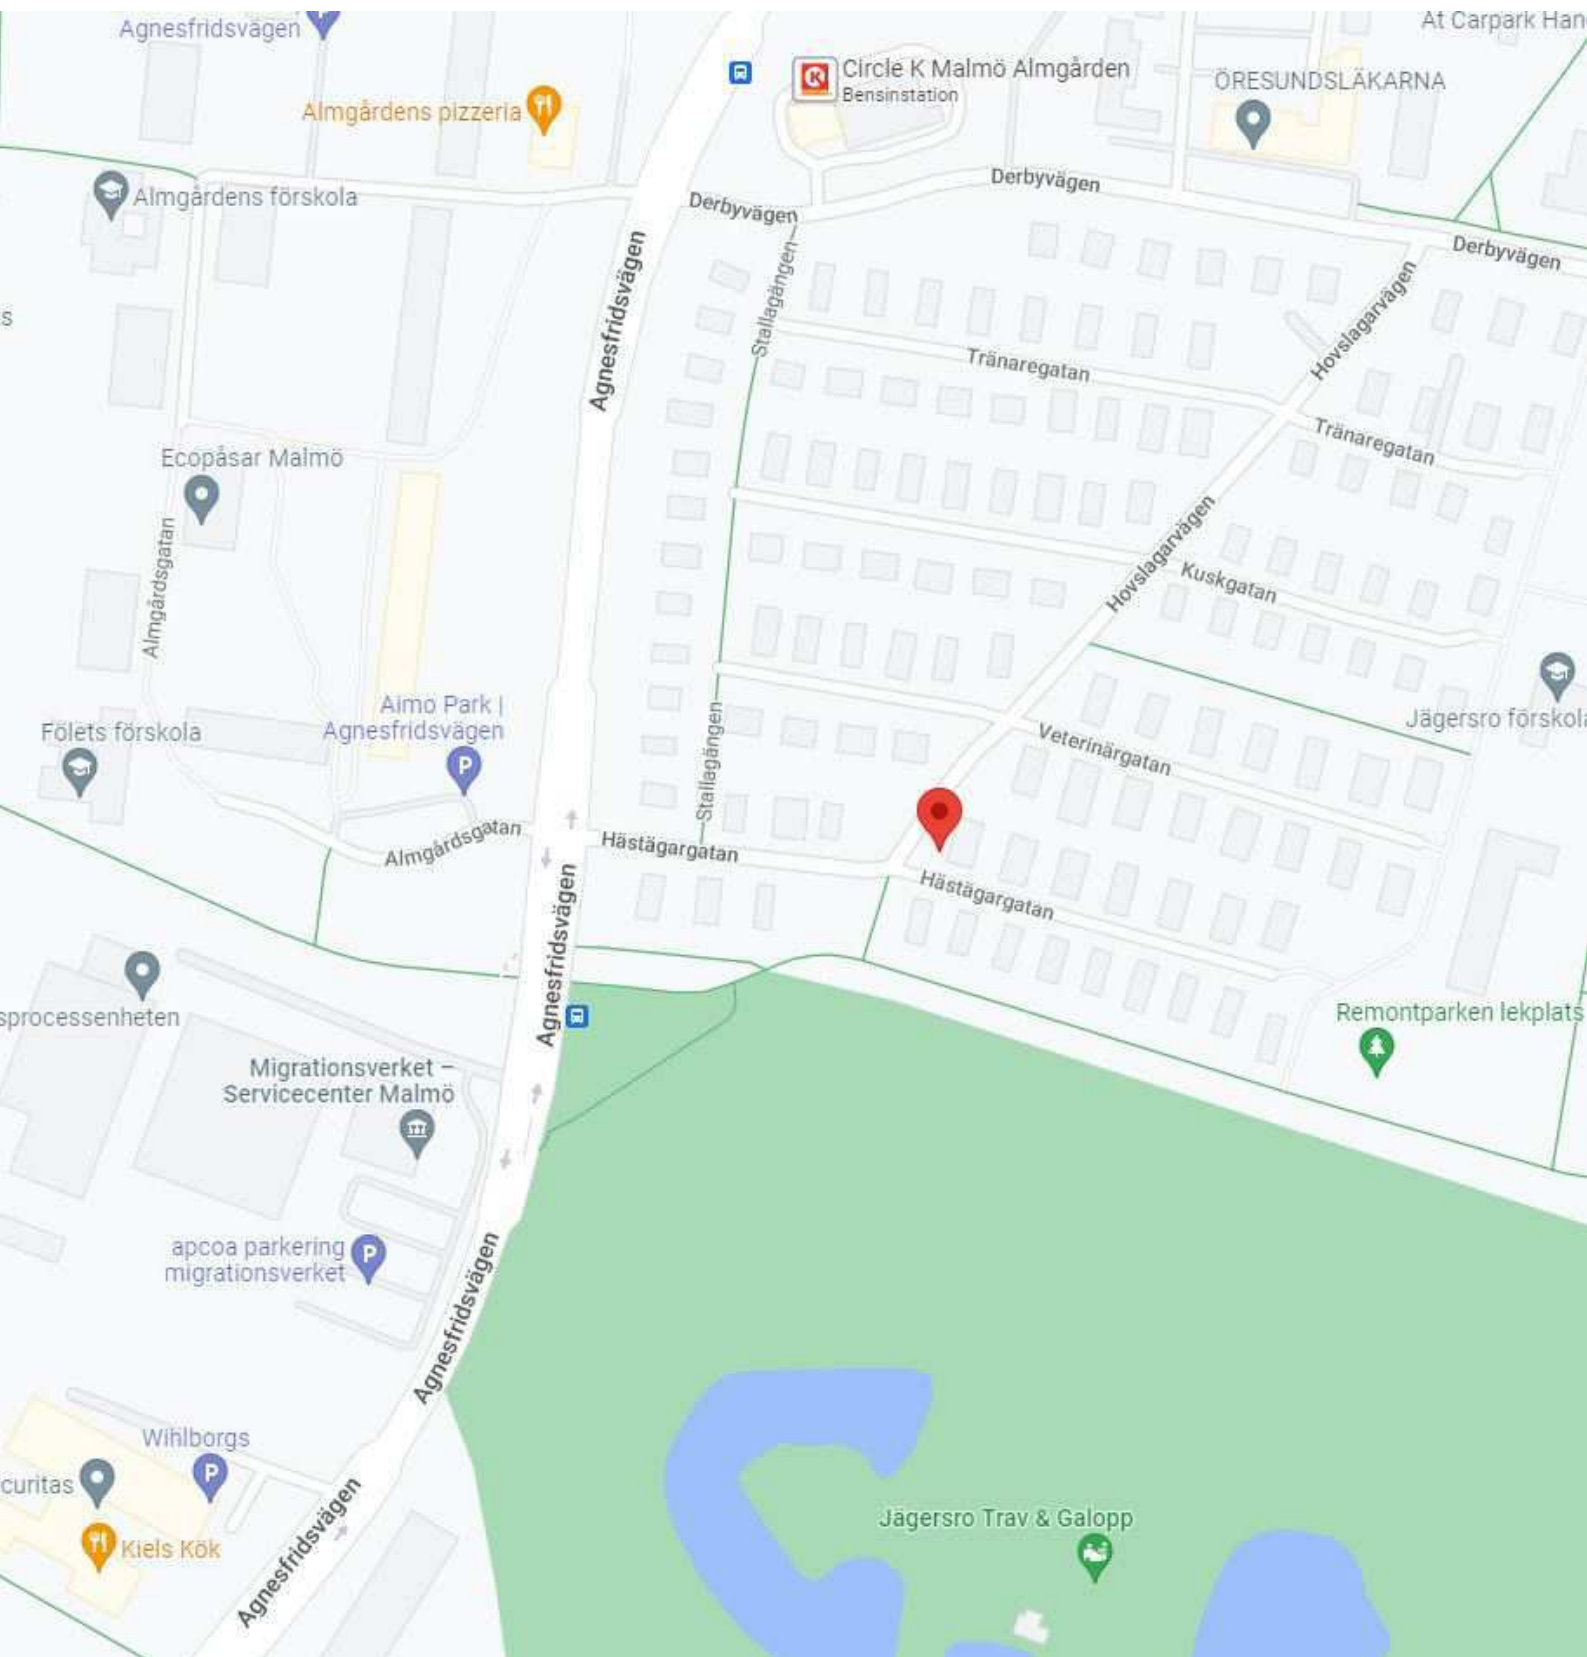 Agnesfridsvägen
At Carpark Han
Circle K Malmö Almgården
Bensinstation
ÖRESUNDSLÄKARNA
Almgårdens pizzeria
Almgårdens förskola
Derbyvägen
Derbyvägen
Derbyvägen
Agnesfridsvägen
Stallagången
Hovslagarvägen
s
Tränaregatan
Tränaregatan
Ecopåsar Malmö
Almgårdsgatan
Hovslagarvägen
Kuskgatan
Aimo Park |
Agnesfridsvägen
Fölets förskola
Stallagången
Veterinärgatan
Jägersro förskola
Almgårdsgatan
Hästägargatan
Hästägargatan
Agnesfridsvägen
sprocessenheten
Remontparken lekplats
Migrationsverket –
Servicecenter Malmö
apcoa parkering
migrationsverket
Agnesfridsvägen
Wihlborgs
curitas
Kiels Kök
Agnesfridsvägen
Jägersro Trav & Galopp